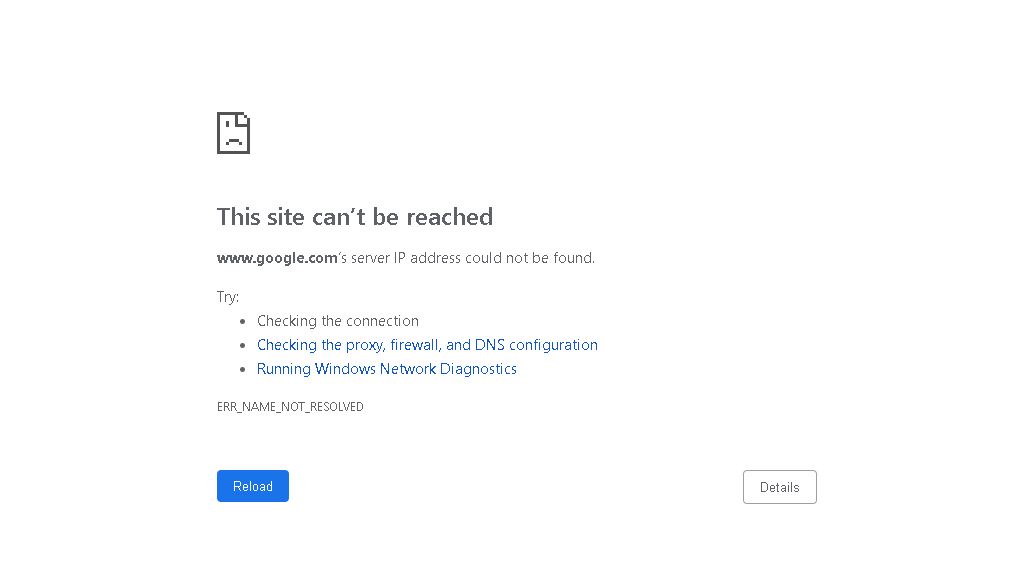 This site can’t be reached
www.google.com’s server IP address could not be found.
Try:
• Checking the connection
• Checking the proxy, firewall, and DNS configuration
• Running Windows Network Diagnostics
ERR_NAME_NOT_RESOLVED
Reload
Details